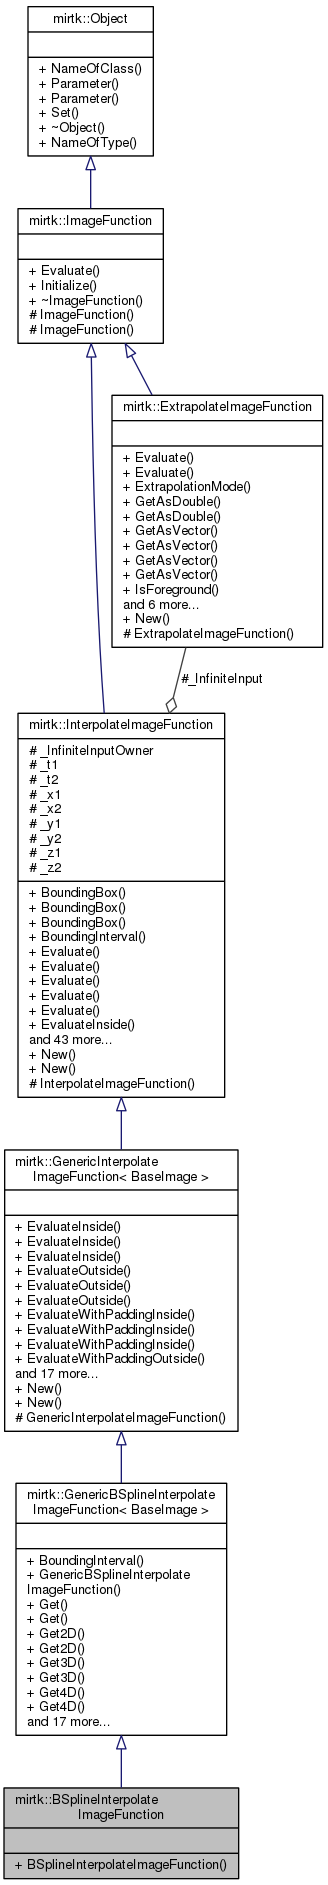 mirtk::Object
+ NameOfClass()
+ Parameter()
+ Parameter()
+ Set()
+ ~Object()
+ NameOfType()
mirtk::ImageFunction
+ Evaluate()
+ Initialize()
+ ~ImageFunction()
# ImageFunction()
# ImageFunction()
mirtk::ExtrapolateImageFunction
+ Evaluate()
+ Evaluate()
+ ExtrapolationMode()
+ GetAsDouble()
+ GetAsDouble()
+ GetAsVector()
+ GetAsVector()
+ GetAsVector()
+ GetAsVector()
+ IsForeground()
and 6 more...
+ New()
# ExtrapolateImageFunction()
#_InfiniteInput
mirtk::InterpolateImageFunction
# _InfiniteInputOwner
# _t1
# _t2
# _x1
# _x2
# _y1
# _y2
# _z1
# _z2
+ BoundingBox()
+ BoundingBox()
+ BoundingBox()
+ BoundingInterval()
+ Evaluate()
+ Evaluate()
+ Evaluate()
+ Evaluate()
+ Evaluate()
+ EvaluateInside()
and 43 more...
+ New()
+ New()
# InterpolateImageFunction()
mirtk::GenericInterpolate
ImageFunction< BaseImage >
+ EvaluateInside()
+ EvaluateInside()
+ EvaluateInside()
+ EvaluateOutside()
+ EvaluateOutside()
+ EvaluateOutside()
+ EvaluateWithPaddingInside()
+ EvaluateWithPaddingInside()
+ EvaluateWithPaddingInside()
+ EvaluateWithPaddingOutside()
and 17 more...
+ New()
+ New()
# GenericInterpolateImageFunction()
mirtk::GenericBSplineInterpolate
ImageFunction< BaseImage >
+ BoundingInterval()
+ GenericBSplineInterpolate
ImageFunction()
+ Get()
+ Get()
+ Get2D()
+ Get2D()
+ Get3D()
+ Get3D()
+ Get4D()
+ Get4D()
and 17 more...
mirtk::BSplineInterpolate
ImageFunction
+ BSplineInterpolateImageFunction()